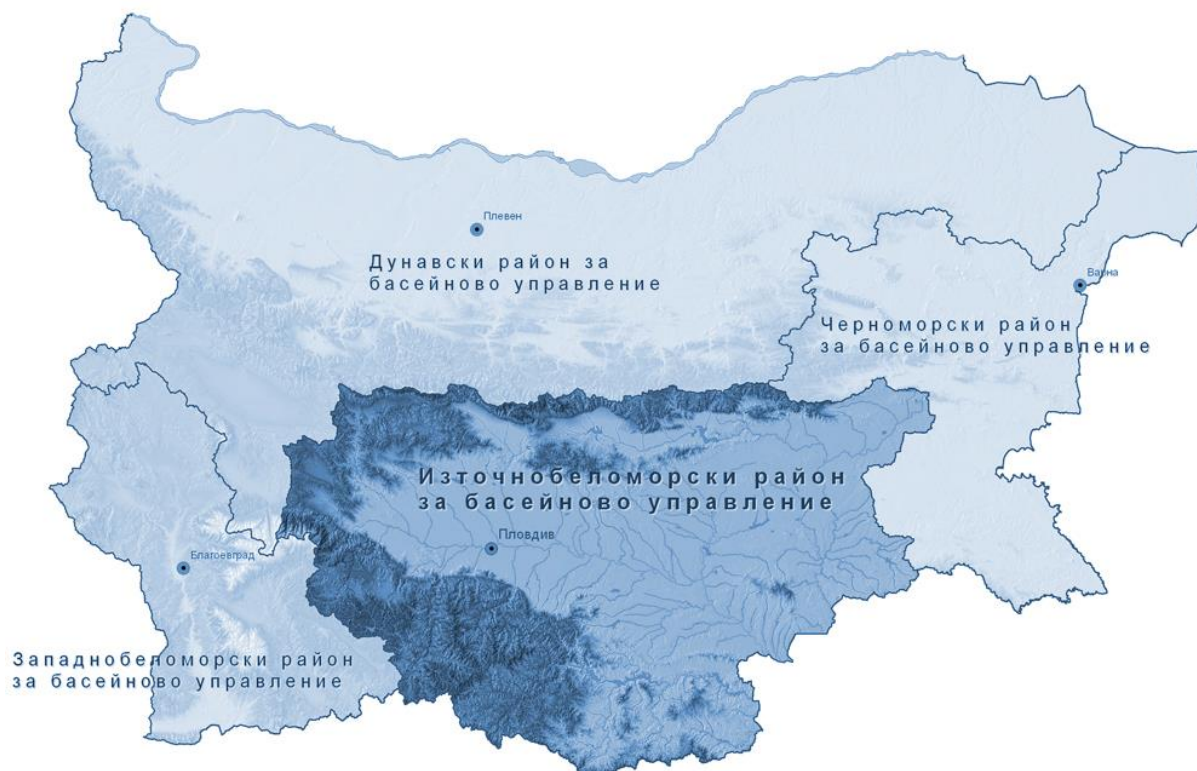 Плевен
Дунавски район за
басейново управление
Варна
Черноморски район
за басейново управление
Източнобеломорски район
за басейново управление
Пловдив
Благоевград
Западнобеломорски район
за басейново управление